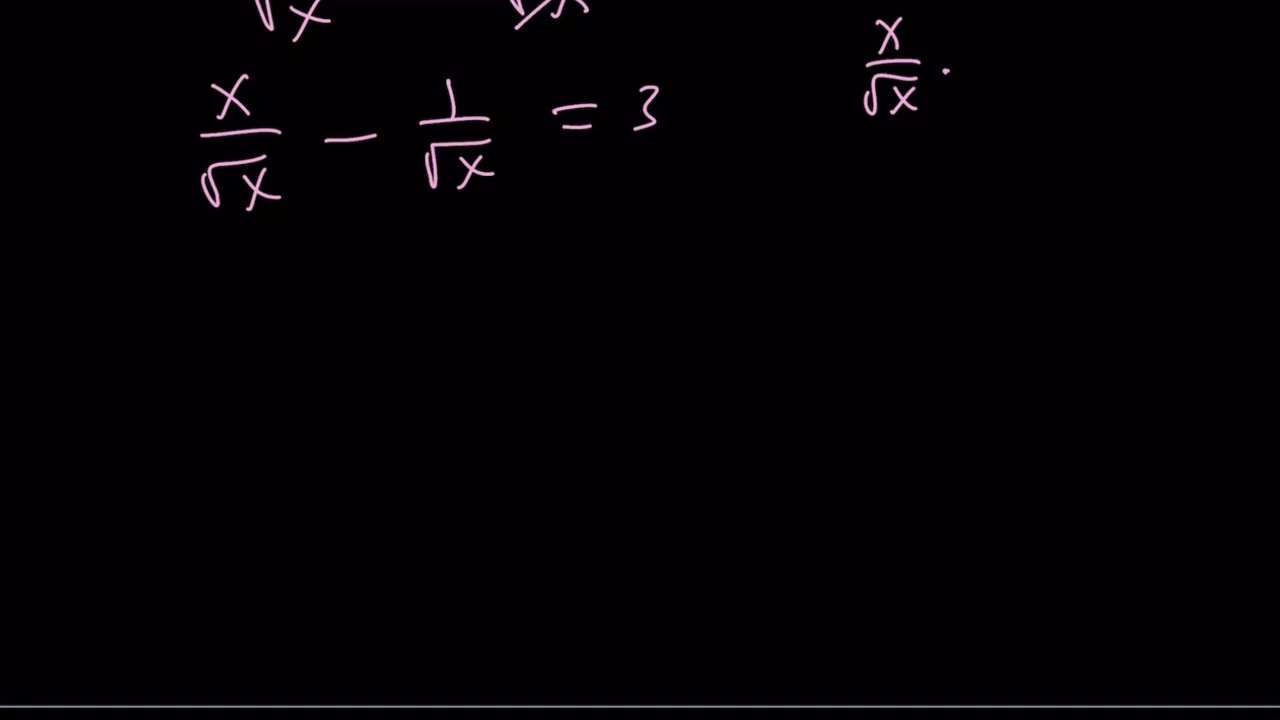 √x √x
x/√x − 1/√x = 3
x/√x ·